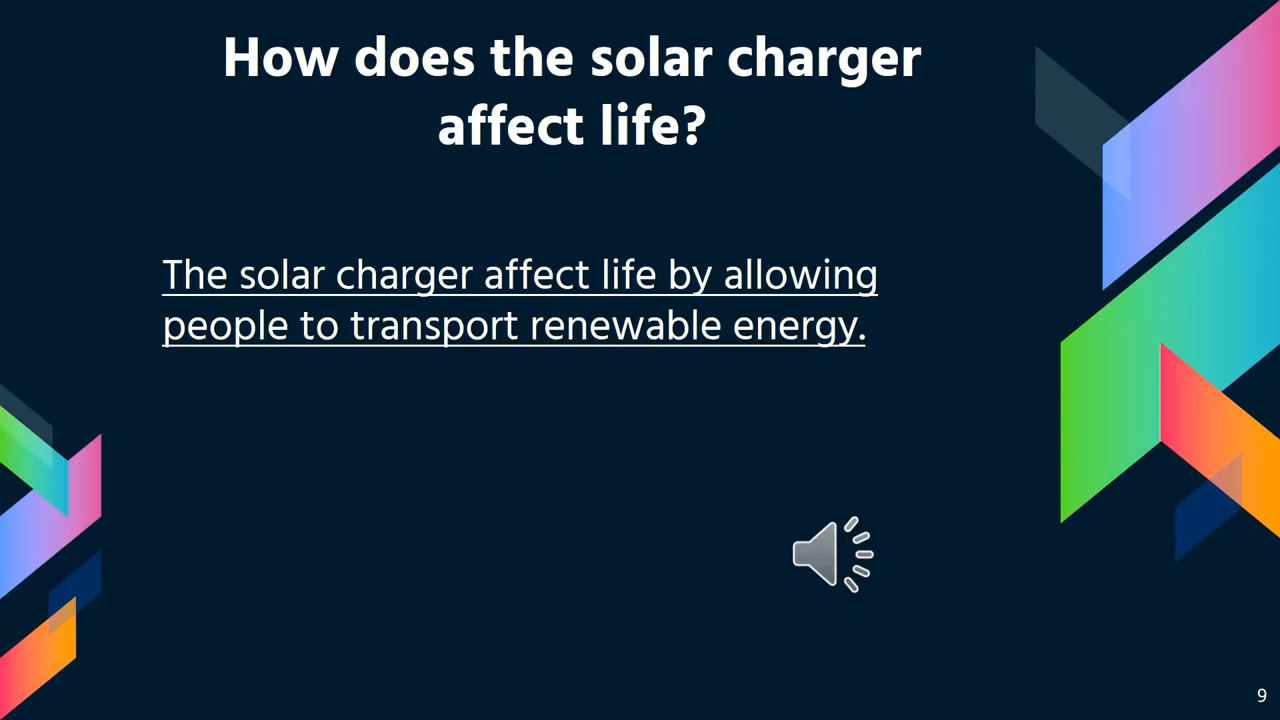 How does the solar charger
affect life?
The solar charger affect life by allowing
people to transport renewable energy.
9